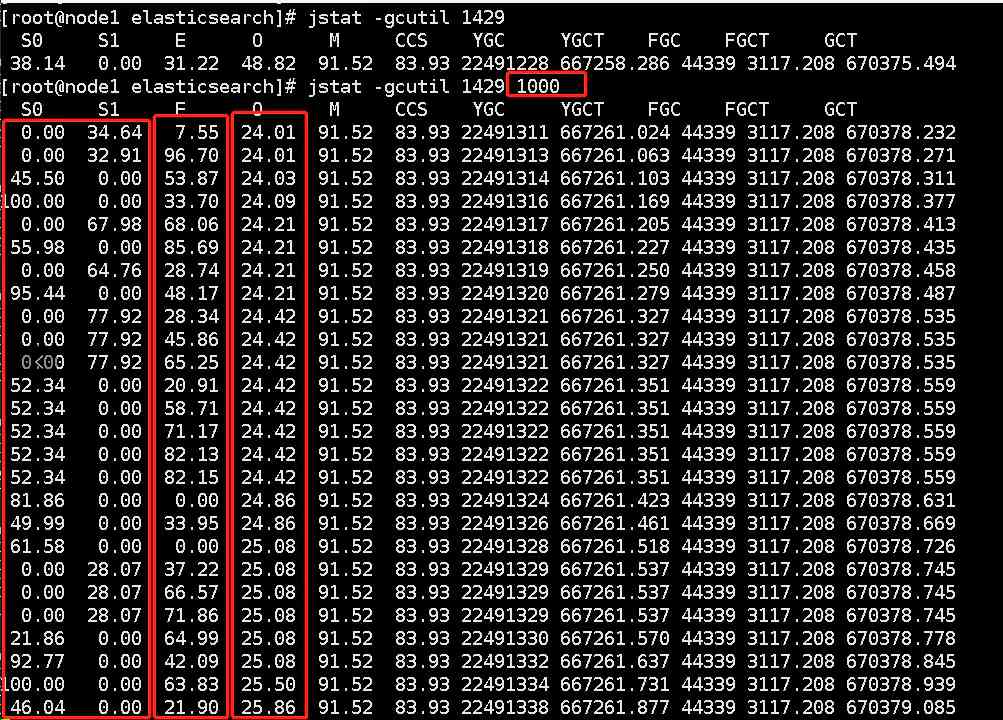 [root@node1 elasticsearch]# jstat -gcutil 1429
S0 S1 E O M CCS YGC YGCT FGC FGCT GCT
38.14 0.00 31.22 48.82 91.52 83.93 22491228 667258.286 44339 3117.208 670375.494
[root@node1 elasticsearch]# jstat -gcutil 1429 1000
S0 S1 E O M CCS YGC YGCT FGC FGCT GCT
0.00 34.64 7.55 24.01 91.52 83.93 22491311 667261.024 44339 3117.208 670378.232
0.00 32.91 96.70 24.01 91.52 83.93 22491313 667261.063 44339 3117.208 670378.271
45.50 0.00 53.87 24.03 91.52 83.93 22491314 667261.103 44339 3117.208 670378.311
100.00 0.00 33.70 24.09 91.52 83.93 22491316 667261.169 44339 3117.208 670378.377
0.00 67.98 68.06 24.21 91.52 83.93 22491317 667261.205 44339 3117.208 670378.413
55.98 0.00 85.69 24.21 91.52 83.93 22491318 667261.227 44339 3117.208 670378.435
0.00 64.76 28.74 24.21 91.52 83.93 22491319 667261.250 44339 3117.208 670378.458
95.44 0.00 48.17 24.21 91.52 83.93 22491320 667261.279 44339 3117.208 670378.487
0.00 77.92 28.34 24.42 91.52 83.93 22491321 667261.327 44339 3117.208 670378.535
0.00 77.92 45.86 24.42 91.52 83.93 22491321 667261.327 44339 3117.208 670378.535
0.00 77.92 65.25 24.42 91.52 83.93 22491321 667261.327 44339 3117.208 670378.535
52.34 0.00 20.91 24.42 91.52 83.93 22491322 667261.351 44339 3117.208 670378.559
52.34 0.00 58.71 24.42 91.52 83.93 22491322 667261.351 44339 3117.208 670378.559
52.34 0.00 71.17 24.42 91.52 83.93 22491322 667261.351 44339 3117.208 670378.559
52.34 0.00 82.13 24.42 91.52 83.93 22491322 667261.351 44339 3117.208 670378.559
52.34 0.00 82.15 24.42 91.52 83.93 22491322 667261.351 44339 3117.208 670378.559
81.86 0.00 0.00 24.86 91.52 83.93 22491324 667261.423 44339 3117.208 670378.631
49.99 0.00 33.95 24.86 91.52 83.93 22491326 667261.461 44339 3117.208 670378.669
61.58 0.00 0.00 25.08 91.52 83.93 22491328 667261.518 44339 3117.208 670378.726
0.00 28.07 37.22 25.08 91.52 83.93 22491329 667261.537 44339 3117.208 670378.745
0.00 28.07 66.57 25.08 91.52 83.93 22491329 667261.537 44339 3117.208 670378.745
0.00 28.07 71.86 25.08 91.52 83.93 22491329 667261.537 44339 3117.208 670378.745
21.86 0.00 64.99 25.08 91.52 83.93 22491330 667261.570 44339 3117.208 670378.778
92.77 0.00 42.09 25.08 91.52 83.93 22491332 667261.637 44339 3117.208 670378.845
100.00 0.00 63.83 25.50 91.52 83.93 22491334 667261.731 44339 3117.208 670378.939
46.04 0.00 21.90 25.86 91.52 83.93 22491338 667261.877 44339 3117.208 670379.085